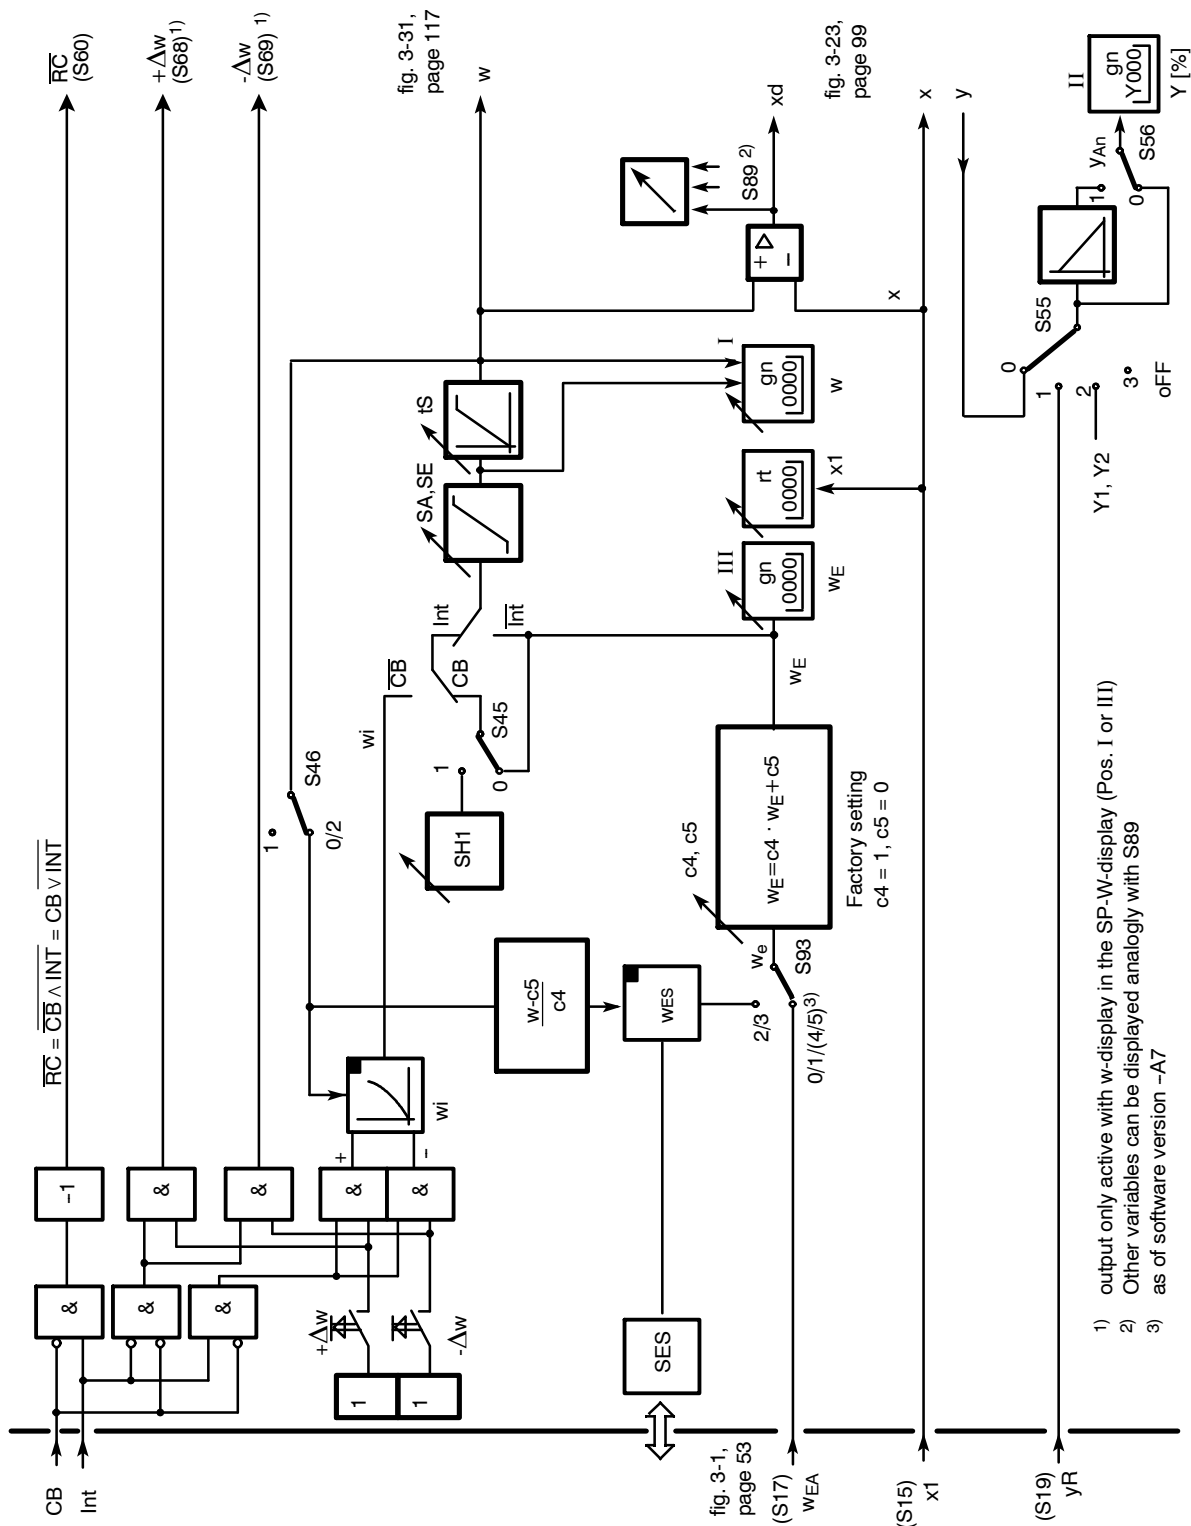 RC
(S60)
+Δw
(S68)1)
-Δw
(S69) 1)
fig. 3-31,
page 117
w
xd
fig. 3-23,
page 99
x
y
II
gn
Y000
Y [%]
S56
yAn
1
0
S55
0
1
2
3
oFF
Y1, Y2
S89 2)
+
–
x
I
gn
0000
w
rt
0000
x1
III
gn
0000
wE
tS
SA,SE
Int
Int
CB
CB
wi
S45
1
0
SH1
S46
1
0/2
wE
wE=c4 · wE+c5
c4, c5
Factory setting
c4 = 1, c5 = 0
we
S93
2/3
0/1/(4/5)3)
w-c5
c4
WES
wi
+
–
RC = CB ∧ INT = CB ∨ INT
–1
&
&
&
&
&
&
&
&
+Δw
-Δw
1
1
SES
CB
Int
fig. 3-1,
page 53
(S17)
wEA
(S15)
x1
(S19)
yR
1) output only active with w-display in the SP-W-display (Pos. I or III)
2) Other variables can be displayed analogly with S89
3) as of software version –A7